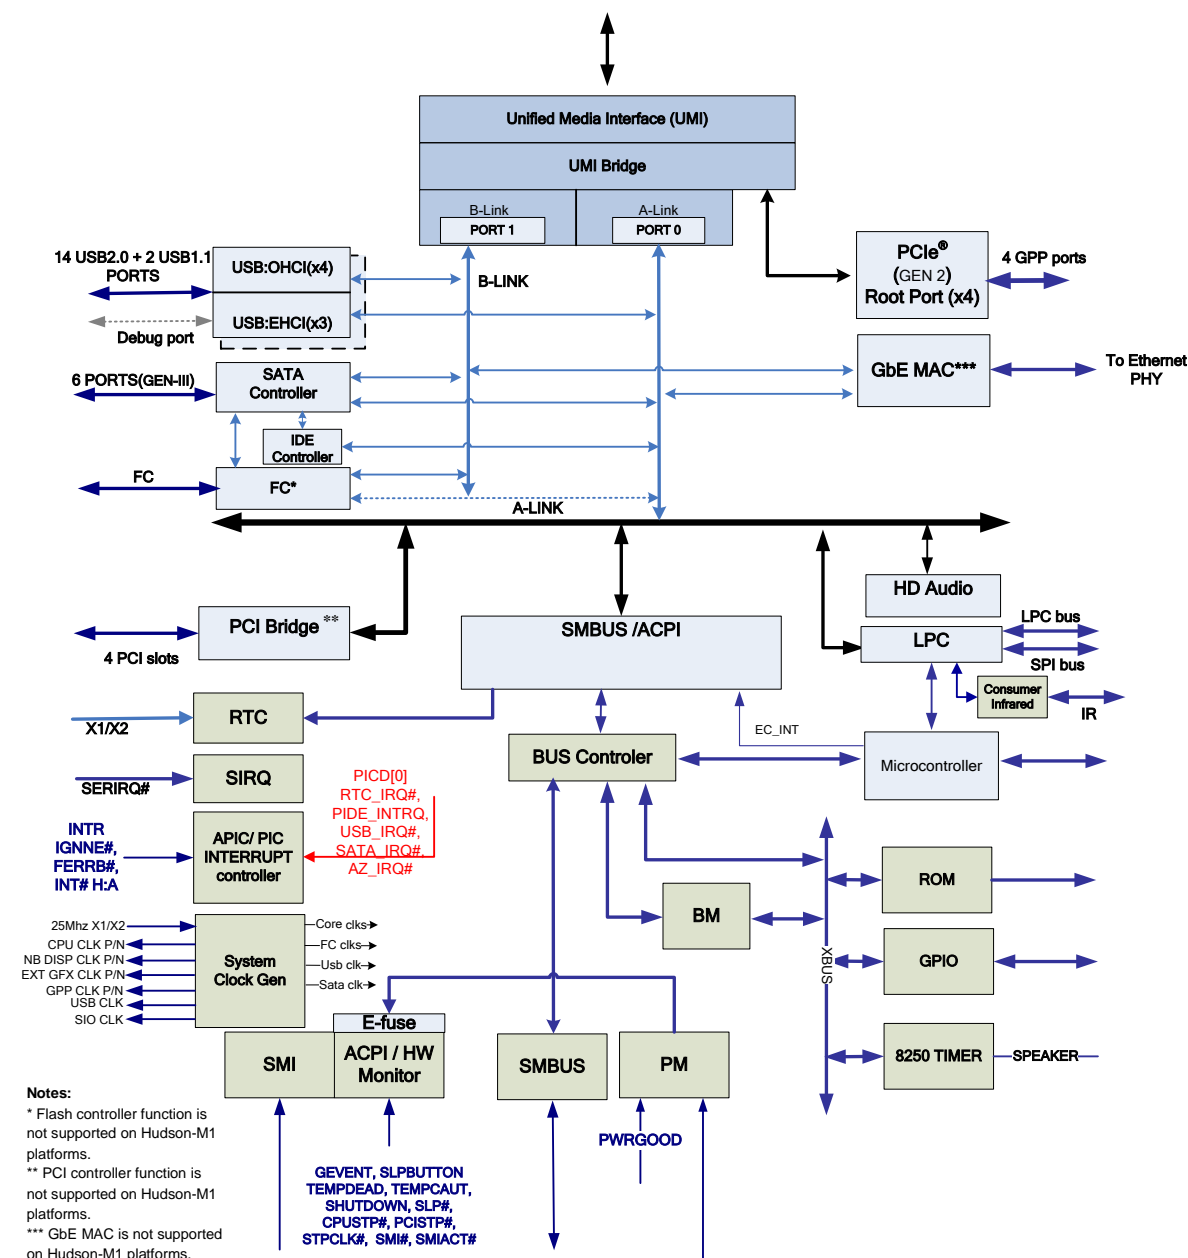 Unified Media Interface (UMI)
UMI Bridge
B-Link
PORT 1
A-Link
PORT 0
14 USB2.0 + 2 USB1.1
PORTS
USB:OHCI(x4)
USB:EHCI(x3)
Debug port
B-LINK
PCIe®
(GEN 2)
Root Port (x4)
4 GPP ports
6 PORTS(GEN-III)
SATA
Controller
GbE MAC***
To Ethernet
PHY
IDE
Controller
FC
FC*
A-LINK
HD Audio
PCI Bridge **
4 PCI slots
SMBUS /ACPI
LPC
LPC bus
SPI bus
Consumer
Infrared
IR
X1/X2
RTC
EC_INT
BUS Controler
Microcontroller
SERIRQ#
SIRQ
PICD[0]
RTC_IRQ#,
PIDE_INTRQ,
USB_IRQ#,
SATA_IRQ#,
AZ_IRQ#
INTR
IGNNE#,
FERRB#,
INT# H:A
APIC/ PIC
INTERRUPT
controller
ROM
BM
XBUS
GPIO
25Mhz X1/X2
CPU CLK P/N
NB DISP CLK P/N
EXT GFX CLK P/N
GPP CLK P/N
USB CLK
SIO CLK
System
Clock Gen
Core clks
FC clks
Usb clk
Sata clk
E-fuse
SMI
ACPI / HW
Monitor
SMBUS
PM
8250 TIMER
SPEAKER
PWRGOOD
GEVENT, SLPBUTTON
TEMPDEAD, TEMPCAUT,
SHUTDOWN, SLP#,
CPUSTP#, PCISTP#,
STPCLK#, SMI#, SMIACT#
Notes:
* Flash controller function is
not supported on Hudson-M1
platforms.
** PCI controller function is
not supported on Hudson-M1
platforms.
*** GbE MAC is not supported
on Hudson-M1 platforms.